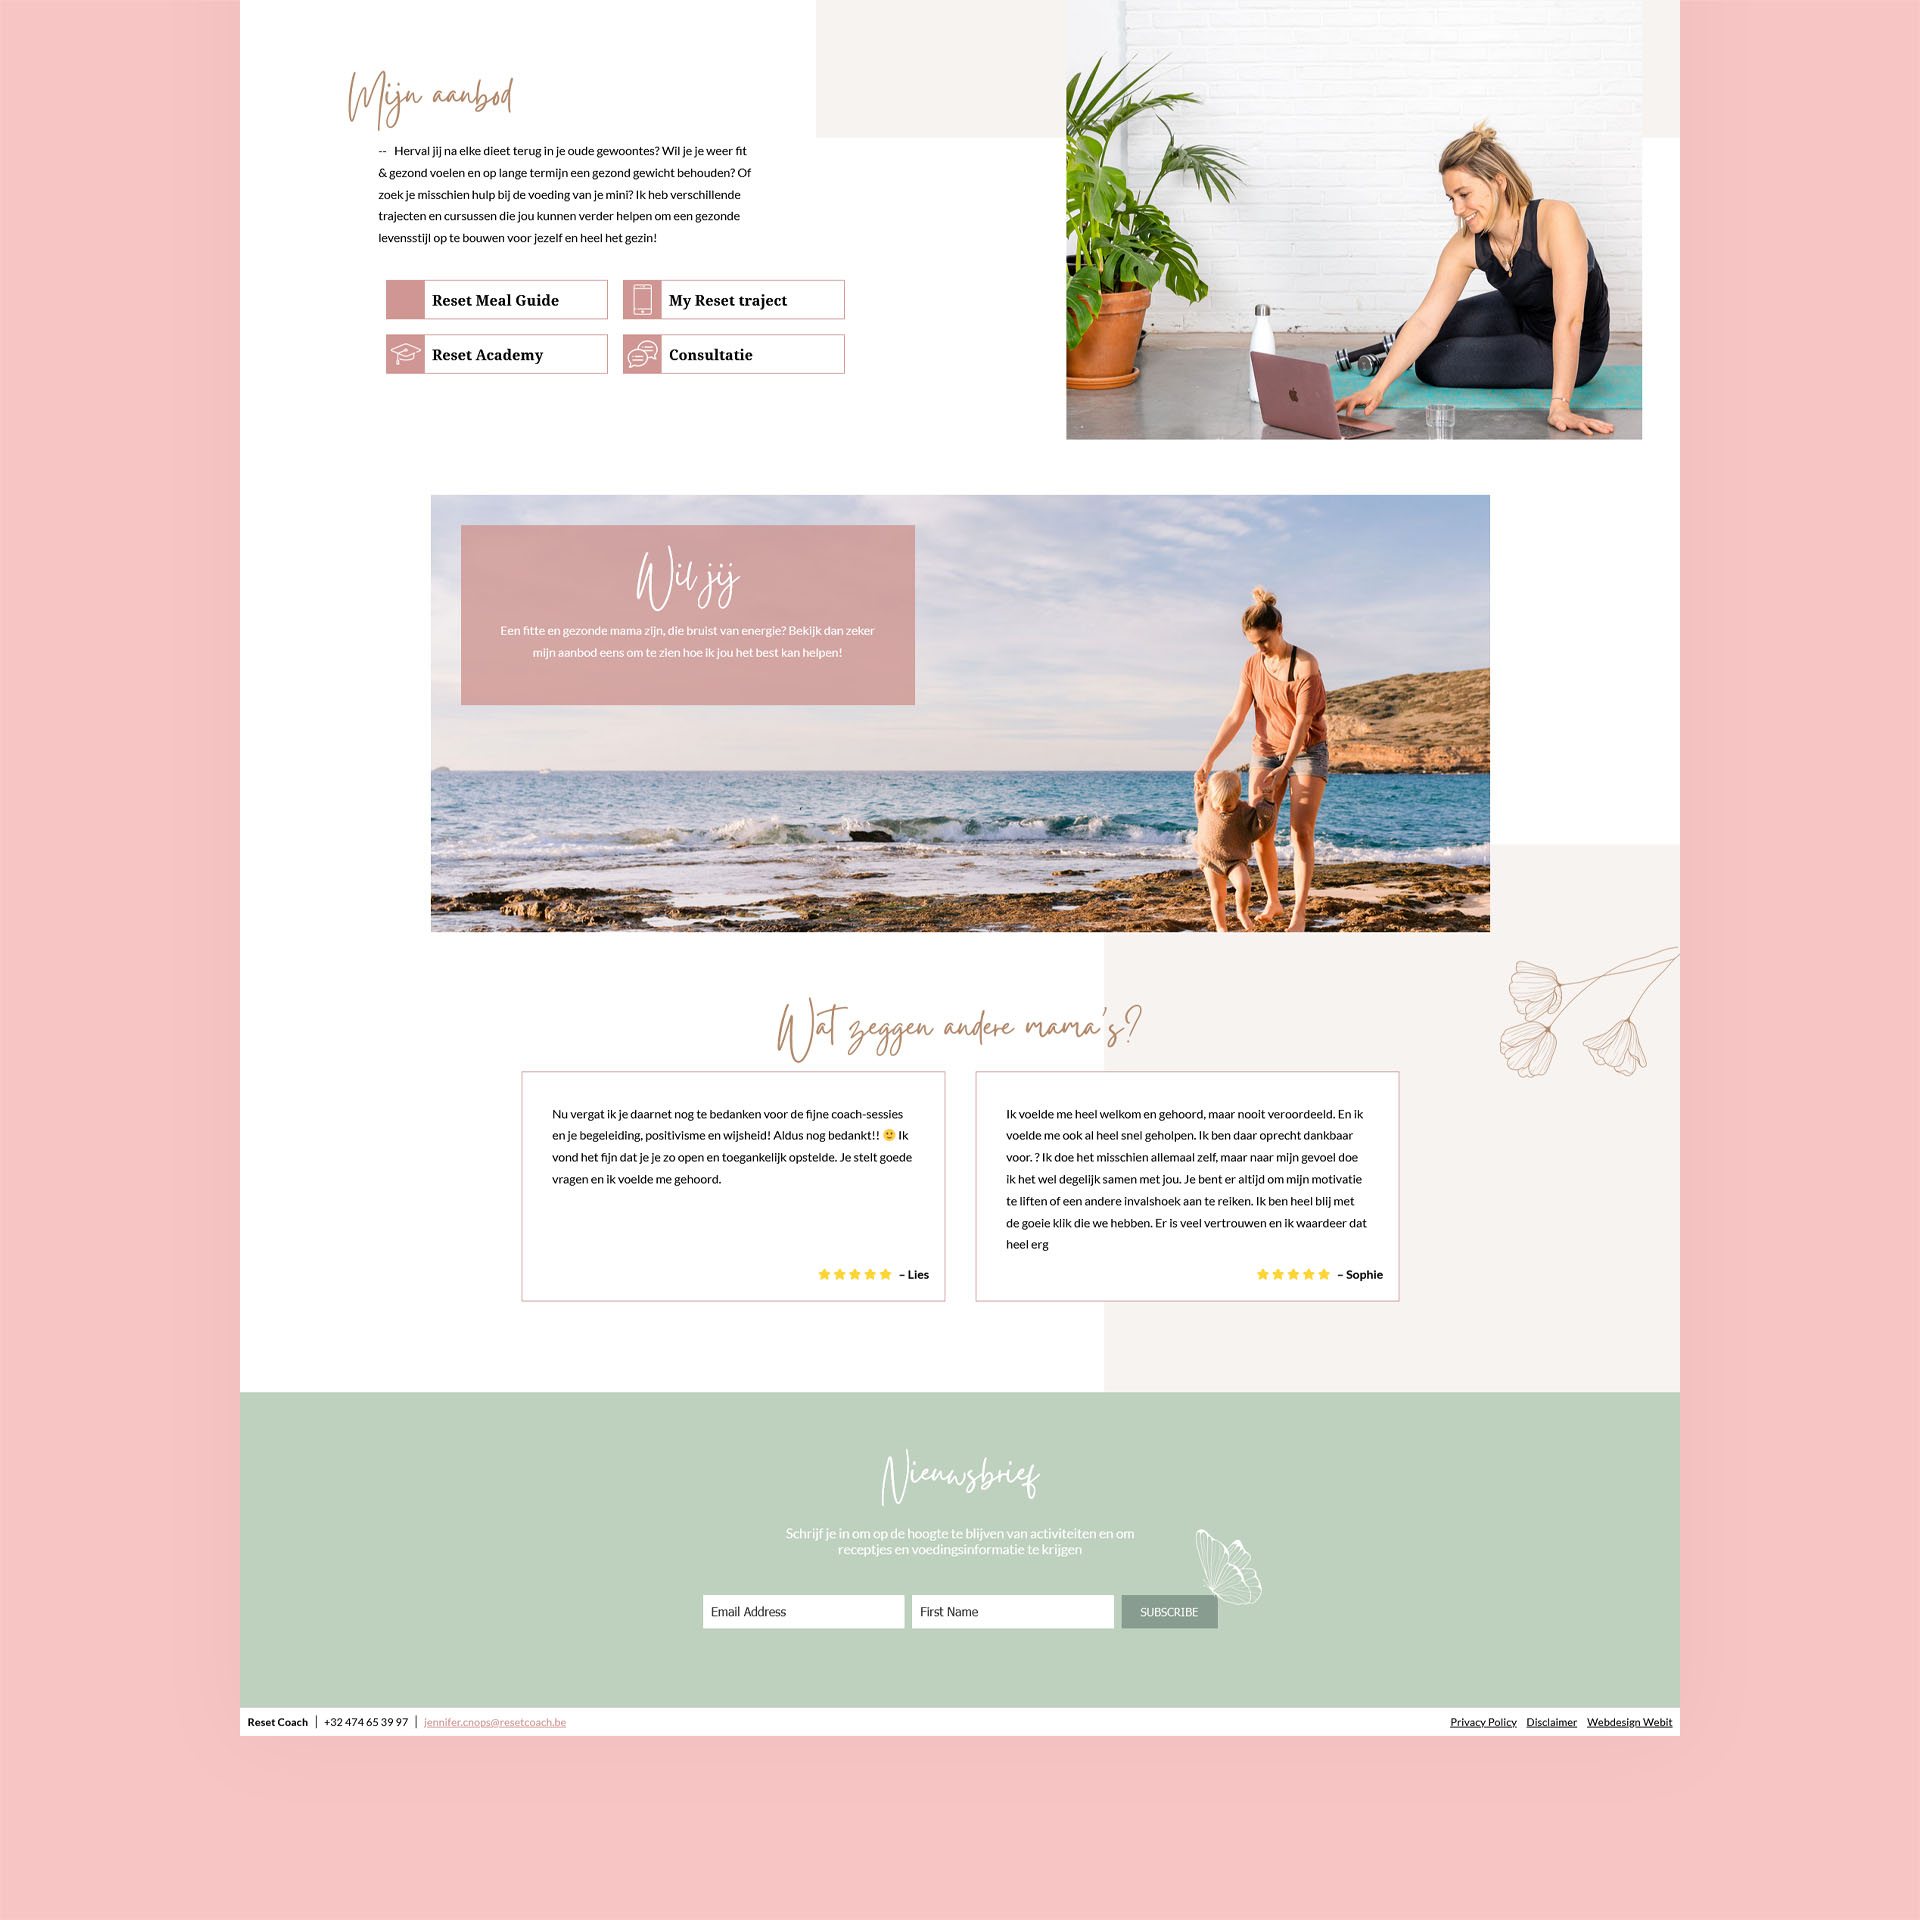 Mijn aanbod
-- Herval jij na elke dieet terug in je oude gewoontes? Wil je je weer fit
& gezond voelen en op lange termijn een gezond gewicht behouden? Of
zoek je misschien hulp bij de voeding van je mini? Ik heb verschillende
trajecten en cursussen die jou kunnen verder helpen om een gezonde
levensstijl op te bouwen voor jezelf en heel het gezin!
Reset Meal Guide
My Reset traject
Reset Academy
Consultatie
Wil jij
Een fitte en gezonde mama zijn, die bruist van energie? Bekijk dan zeker
mijn aanbod eens om te zien hoe ik jou het best kan helpen!
Wat zeggen andere mama's?
Nu vergat ik je daarnet nog te bedanken voor de fijne coach-sessies
en je begeleiding, positivisme en wijsheid! Aldus nog bedankt!! 🙂 Ik
vond het fijn dat je je zo open en toegankelijk opstelde. Je stelt goede
vragen en ik voelde me gehoord.
– Lies
Ik voelde me heel welkom en gehoord, maar nooit veroordeeld. En ik
voelde me ook al heel snel geholpen. Ik ben daar oprecht dankbaar
voor. ? Ik doe het misschien allemaal zelf, maar naar mijn gevoel doe
ik het wel degelijk samen met jou. Je bent er altijd om mijn motivatie
te liften of een andere invalshoek aan te reiken. Ik ben heel blij met
de goeie klik die we hebben. Er is veel vertrouwen en ik waardeer dat
heel erg
– Sophie
Nieuwsbrief
Schrijf je in om op de hoogte te blijven van activiteiten en om
receptjes en voedingsinformatie te krijgen
Email Address
First Name
SUBSCRIBE
Reset Coach | +32 474 65 39 97 | jennifer.cnops@resetcoach.be
Privacy Policy Disclaimer Webdesign Webit